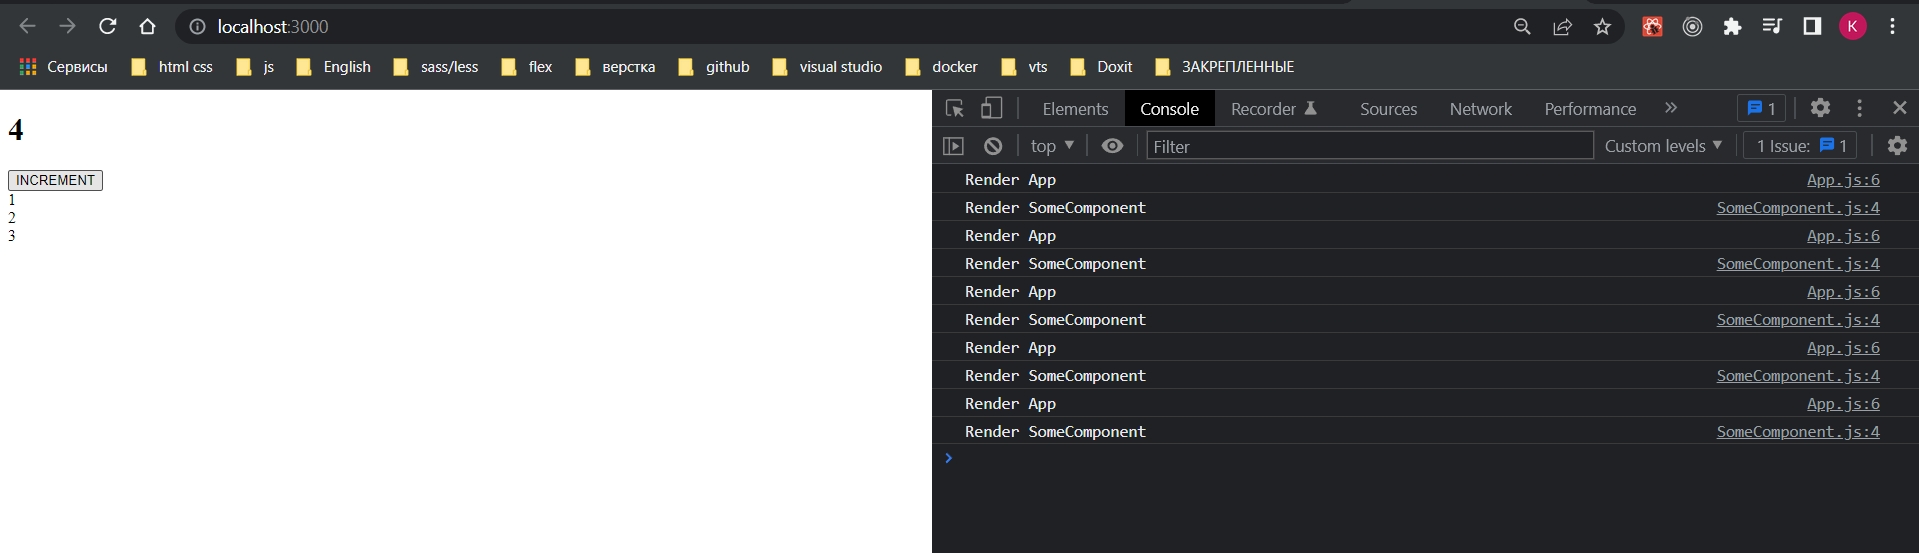 localhost:3000
K
Сервисы html css js English sass/less flex верстка github visual studio docker vts Doxit ЗАКРЕПЛЕННЫЕ
4
INCREMENT
1
2
3
Elements Console Recorder Sources Network Performance » 1
top Filter Custom levels 1 Issue: 1
Render App App.js:6
Render SomeComponent SomeComponent.js:4
Render App App.js:6
Render SomeComponent SomeComponent.js:4
Render App App.js:6
Render SomeComponent SomeComponent.js:4
Render App App.js:6
Render SomeComponent SomeComponent.js:4
Render App App.js:6
Render SomeComponent SomeComponent.js:4